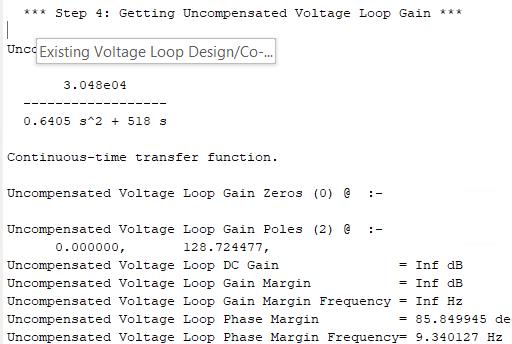 *** Step 4: Getting Uncompensated Voltage Loop Gain ***
Unc
Existing Voltage Loop Design/Co-...
3.048e04
------------------
0.6405 s^2 + 518 s
Continuous-time transfer function.
Uncompensated Voltage Loop Gain Zeros (0) @  :-
Uncompensated Voltage Loop Gain Poles (2) @  :-
0.000000,       128.724477,
Uncompensated Voltage Loop DC Gain               = Inf dB
Uncompensated Voltage Loop Gain Margin           = Inf dB
Uncompensated Voltage Loop Gain Margin Frequency = Inf Hz
Uncompensated Voltage Loop Phase Margin          = 85.849945 de
Uncompensated Voltage Loop Phase Margin Frequency= 9.340127 Hz